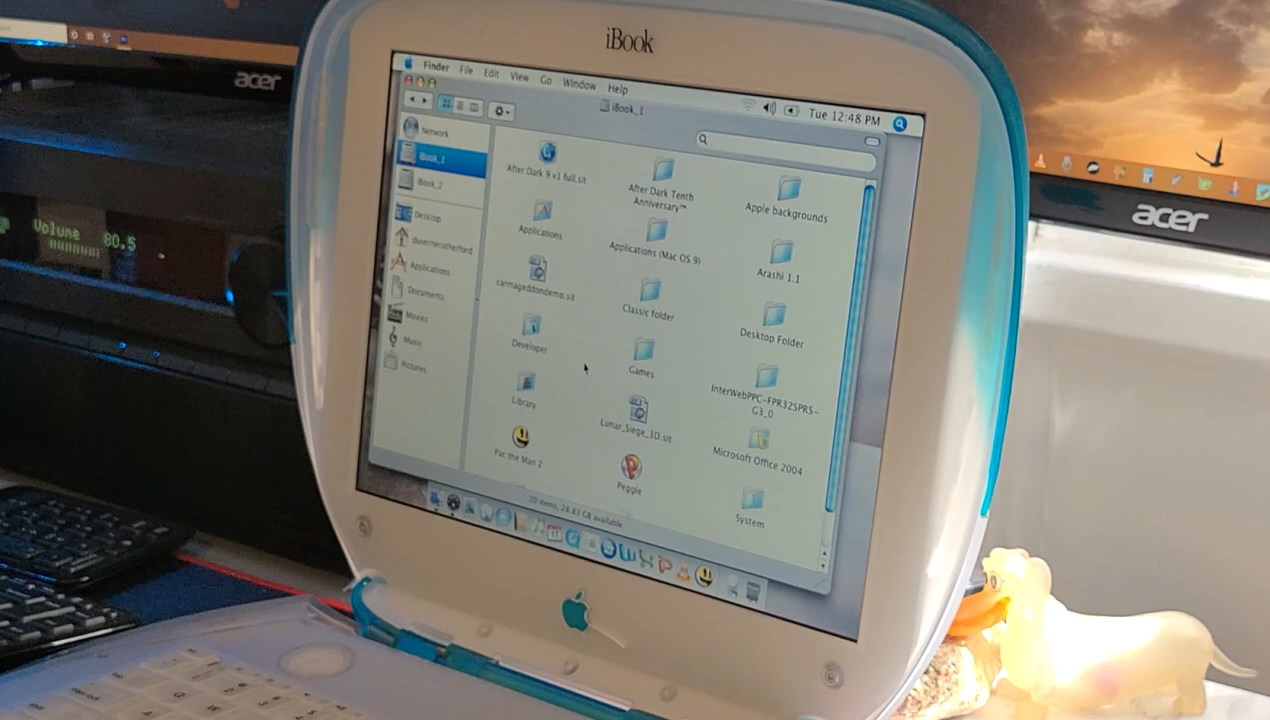 iBook
acer
acer
Volume 80.5
Finder File Edit View Go Window Help
Tue 12:48 PM
iBook_1
Network
iBook_1
iBook_2
Desktop
duvernerutherford
Applications
Documents
Movies
Music
Pictures
After Dark 9 v1 full.sit
After Dark Tenth
Anniversary™
Apple backgrounds
Applications
Applications (Mac OS 9)
Arashi 1.1
carmageddondemo.sit
Classic folder
Desktop Folder
Developer
Games
InterWebPPC-FPR32SPR5-
G3_0
Library
Lunar_Siege_3D.sit
Microsoft Office 2004
Pac the Man 2
Peggle
System
20 items, 24.83 GB available
17